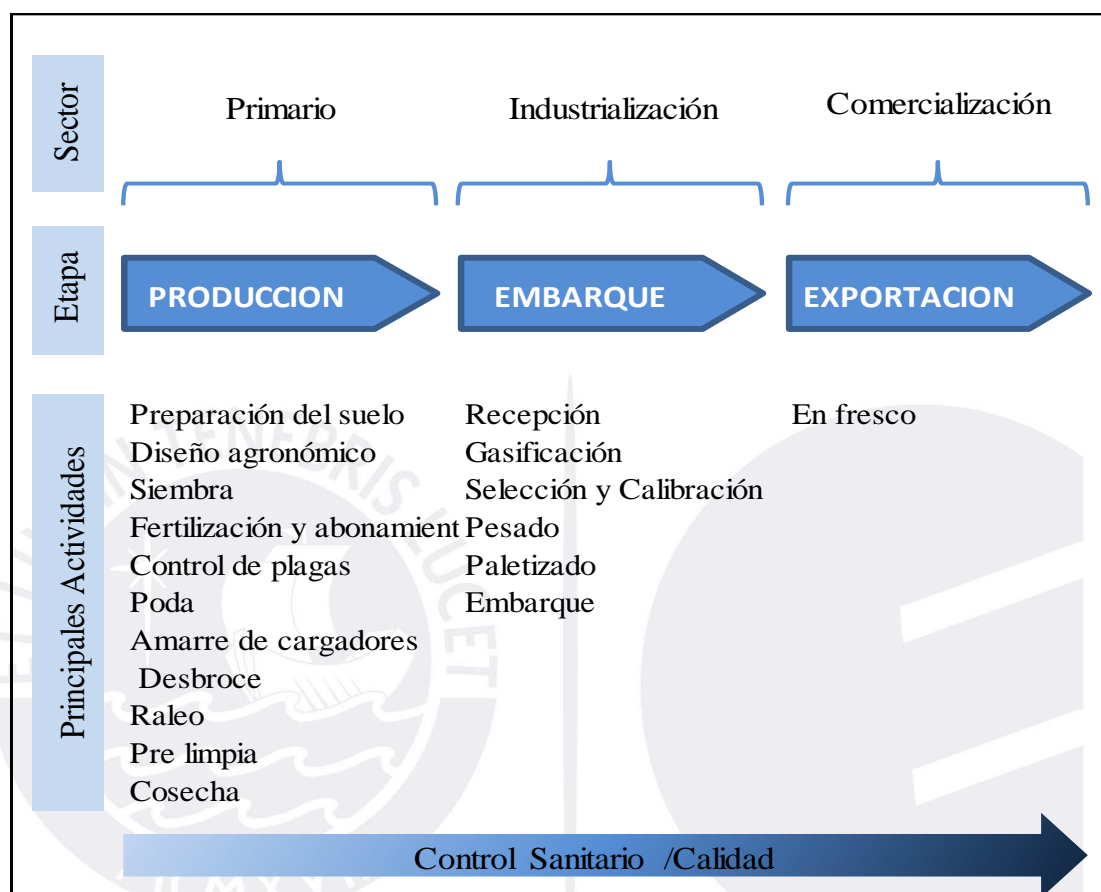 Sector
Primario
Industrialización
Comercialización
Etapa
PRODUCCION
EMBARQUE
EXPORTACION
Principales Actividades
Preparación del suelo
Diseño agronómico
Siembra
Fertilización y abonamient
Control de plagas
Poda
Amarre de cargadores
Desbroce
Raleo
Pre limpia
Cosecha
Recepción
Gasificación
Selección y Calibración
Pesado
Paletizado
Embarque
En fresco
Control Sanitario /Calidad
TENEBRIS
LUCET